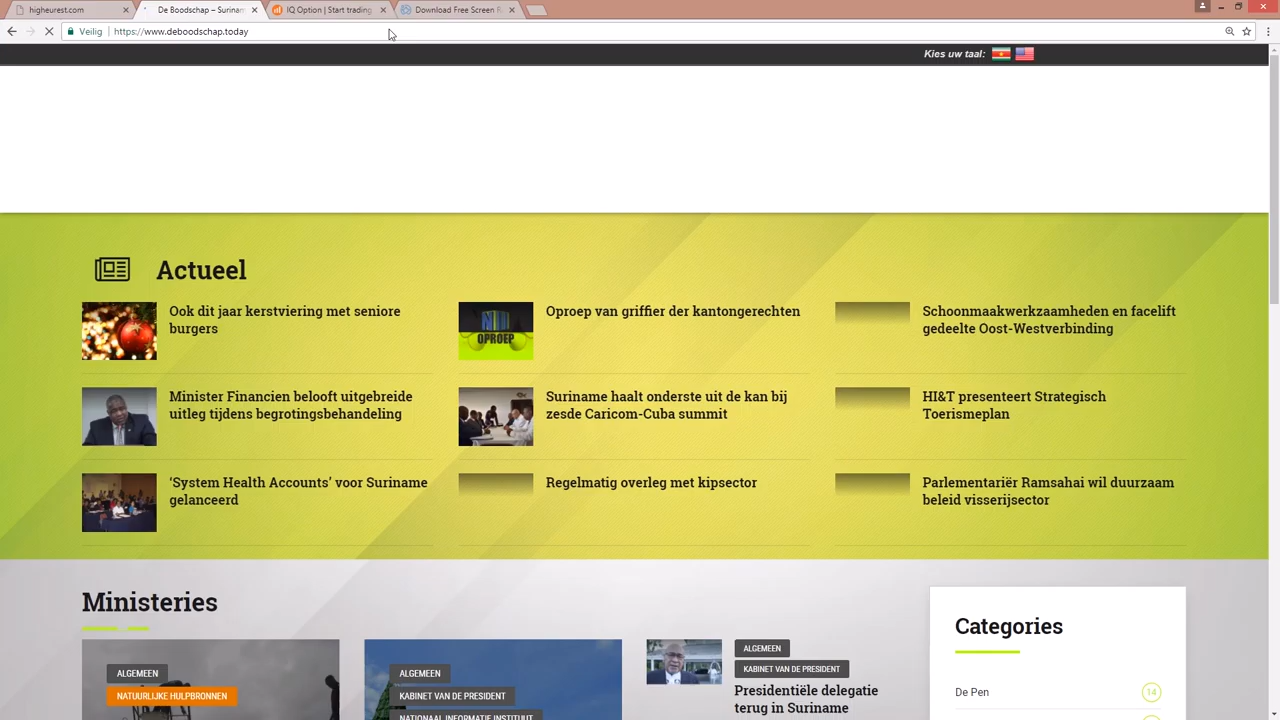 higheurest.com
De Boodschap – Surinam
IQ Option | Start trading
Download Free Screen R
Veilig
https://www.deboodschap.today
Kies uw taal:
Actueel
Ook dit jaar kerstviering met seniore
burgers
Oproep van griffier der kantongerechten
Schoonmaakwerkzaamheden en facelift
gedeelte Oost-Westverbinding
OPROEP
Minister Financien belooft uitgebreide
uitleg tijdens begrotingsbehandeling
Suriname haalt onderste uit de kan bij
zesde Caricom-Cuba summit
HI&T presenteert Strategisch
Toerismeplan
‘System Health Accounts’ voor Suriname
gelanceerd
Regelmatig overleg met kipsector
Parlementariër Ramsahai wil duurzaam
beleid visserijsector
Ministeries
Categories
ALGEMEEN
NATUURLIJKE HULPBRONNEN
ALGEMEEN
KABINET VAN DE PRESIDENT
NATIONAAL INFORMATIE INSTITUUT
ALGEMEEN
KABINET VAN DE PRESIDENT
Presidentiële delegatie
terug in Suriname
De Pen
14